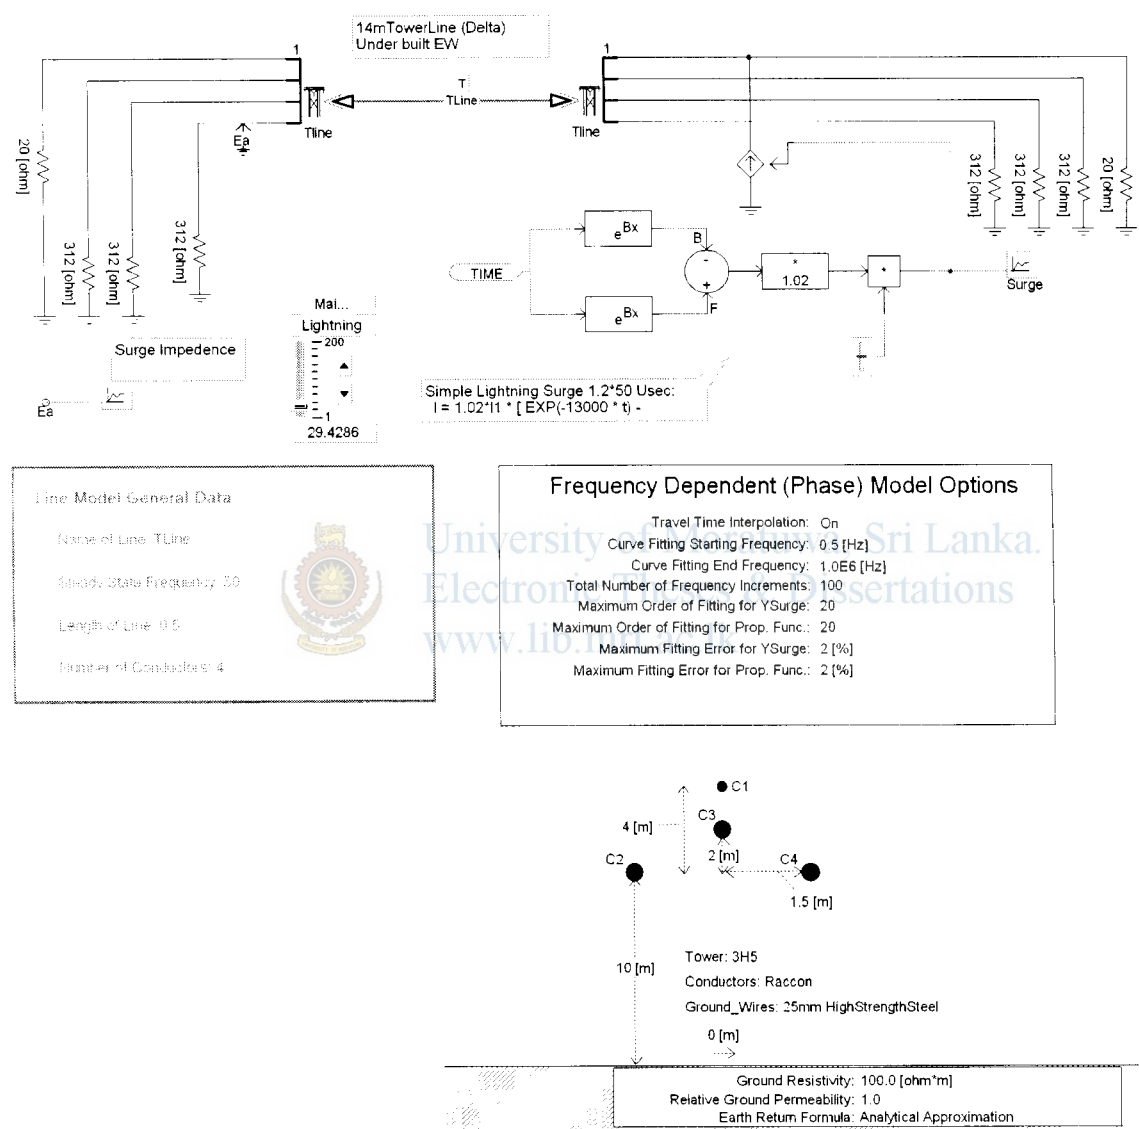 14mTowerLine (Delta)
Under built EW
1
1
T
TLine
Tline
Tline
Ea
20 [ohm]
312 [ohm]
312 [ohm]
312 [ohm]
312 [ohm]
312 [ohm]
312 [ohm]
20 [ohm]
e^Bx
B
-
TIME
*
1.02
*
Surge
+
F
e^Bx
Mai...
Lightning
200
1
29.4286
Surge Impedence
Ea
Simple Lightning Surge 1.2*50 Usec:
I = 1.02*I1 * [ EXP(-13000 * t) -
Line Model General Data
Name of Line: TLine
Steady State Frequency: 50
Length of Line: 0.5
Number of Conductors: 4
Frequency Dependent (Phase) Model Options
Travel Time Interpolation: On
Curve Fitting Starting Frequency: 0.5 [Hz]
Curve Fitting End Frequency: 1.0E6 [Hz]
Total Number of Frequency Increments: 100
Maximum Order of Fitting for YSurge: 20
Maximum Order of Fitting for Prop. Func.: 20
Maximum Fitting Error for YSurge: 2 [%]
Maximum Fitting Error for Prop. Func.: 2 [%]
University of Moratuwa, Sri Lanka.
Electronic Theses & Dissertations
www.lib.mrt.ac.lk
C1
C3
4 [m]
C2
2 [m]
C4
1.5 [m]
10 [m]
Tower: 3H5
Conductors: Raccon
Ground_Wires: 25mm HighStrengthSteel
0 [m]
Ground Resistivity: 100.0 [ohm*m]
Relative Ground Permeability: 1.0
Earth Return Formula: Analytical Approximation